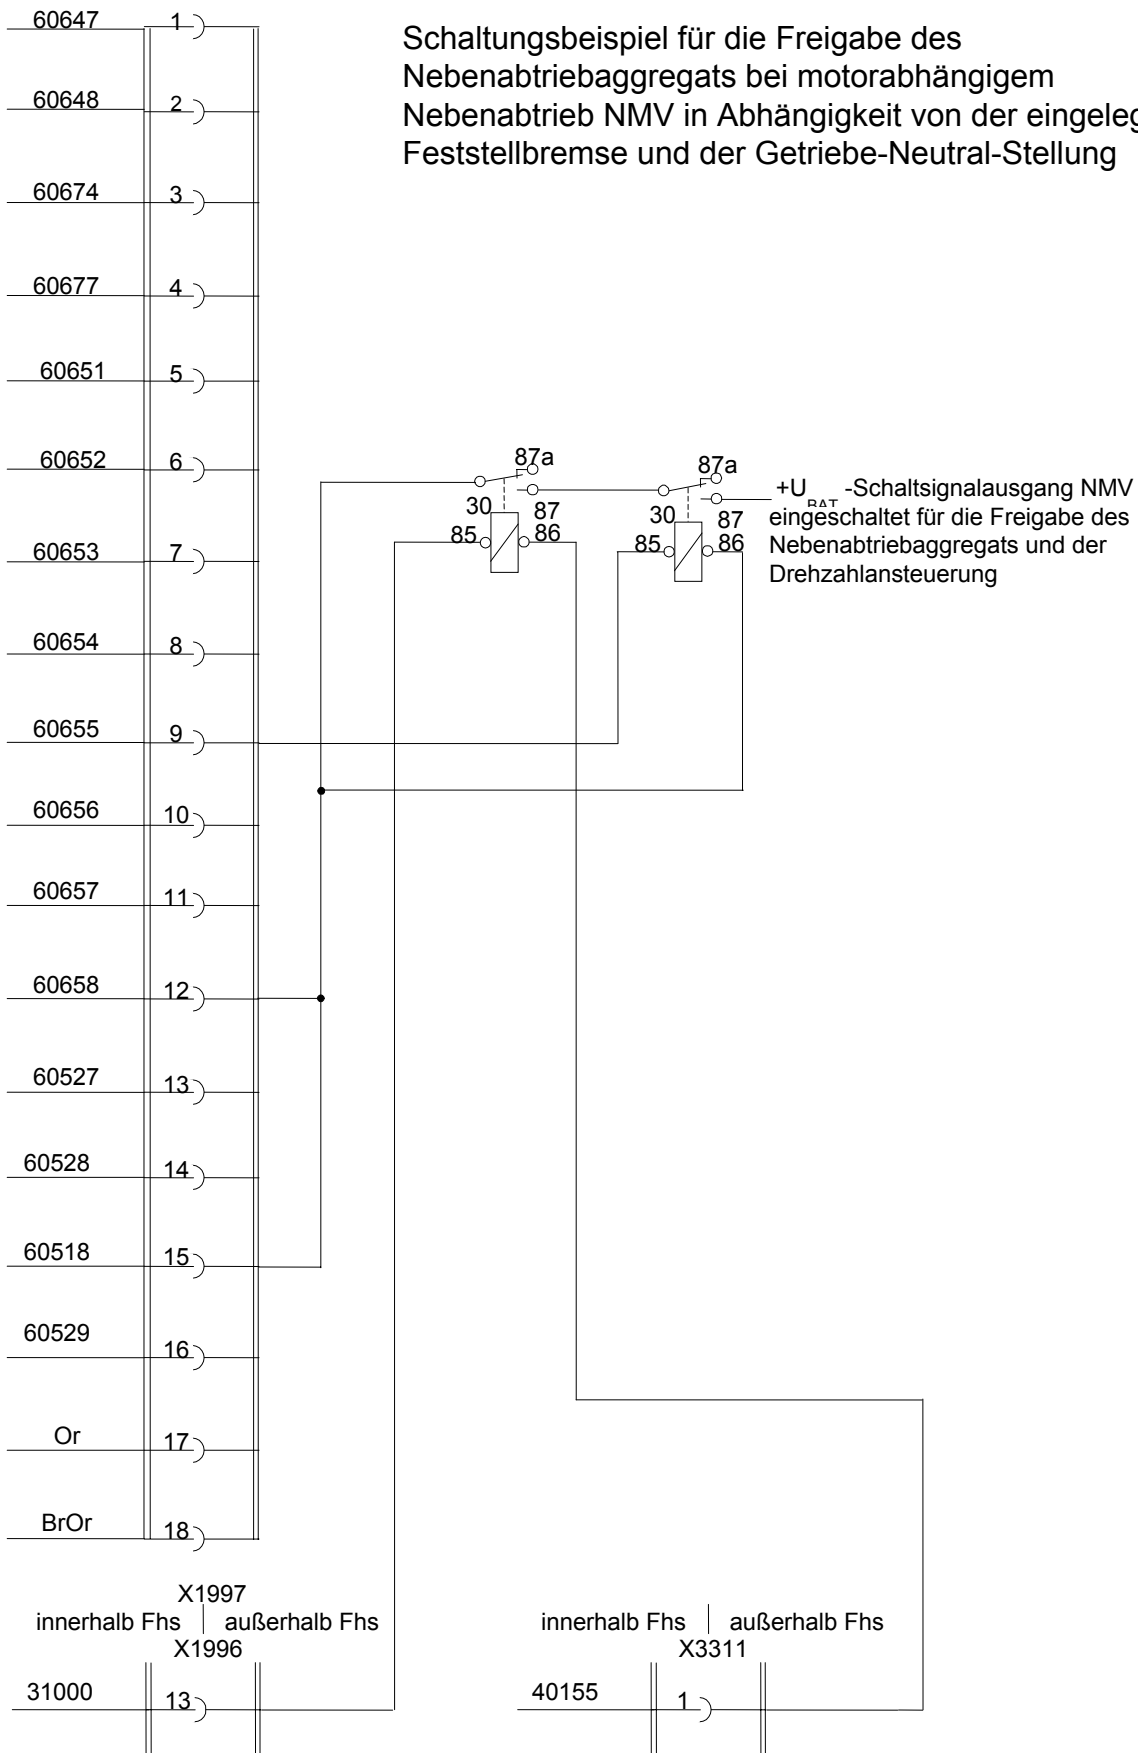 Schaltungsbeispiel für die Freigabe des
Nebenabtriebaggregats bei motorabhängigem
Nebenabtrieb NMV in Abhängigkeit von der eingeleg
Feststellbremse und der Getriebe-Neutral-Stellung
60647 1
60648 2
60674 3
60677 4
60651 5
60652 6
60653 7
60654 8
60655 9
60656 10
60657 11
60658 12
60527 13
60528 14
60518 15
60529 16
Or 17
BrOr 18
87a
30 87
85 86
87a
30 87
85 86
+U BAT -Schaltsignalausgang NMV
eingeschaltet für die Freigabe des
Nebenabtriebaggregats und der
Drehzahlansteuerung
X1997
innerhalb Fhs außerhalb Fhs
X1996
31000 13
innerhalb Fhs außerhalb Fhs
X3311
40155 1